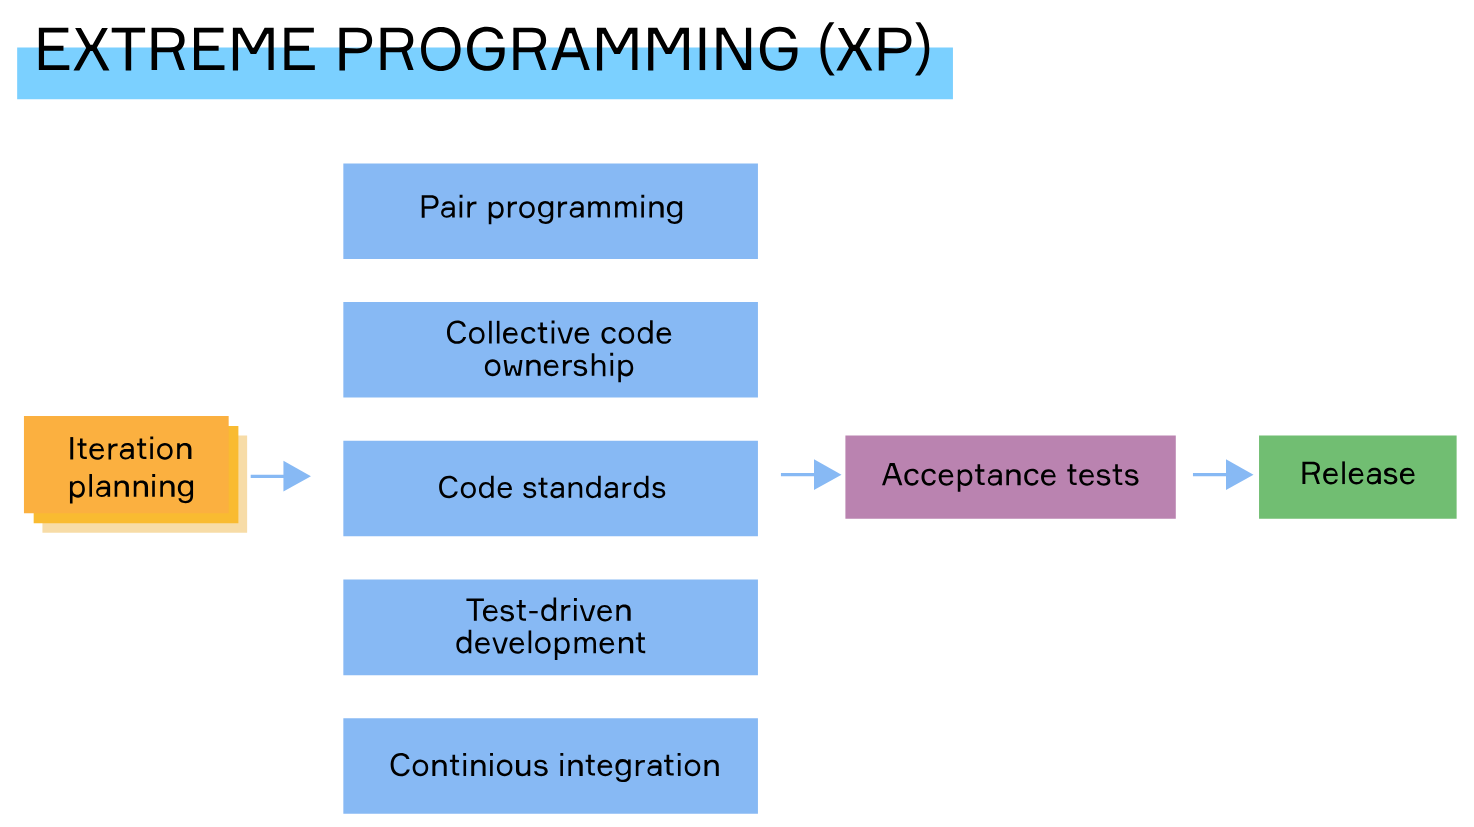 EXTREME PROGRAMMING (XP)
Pair programming
Collective code
ownership
Iteration
planning
Code standards
Acceptance tests
Release
Test-driven
development
Continious integration